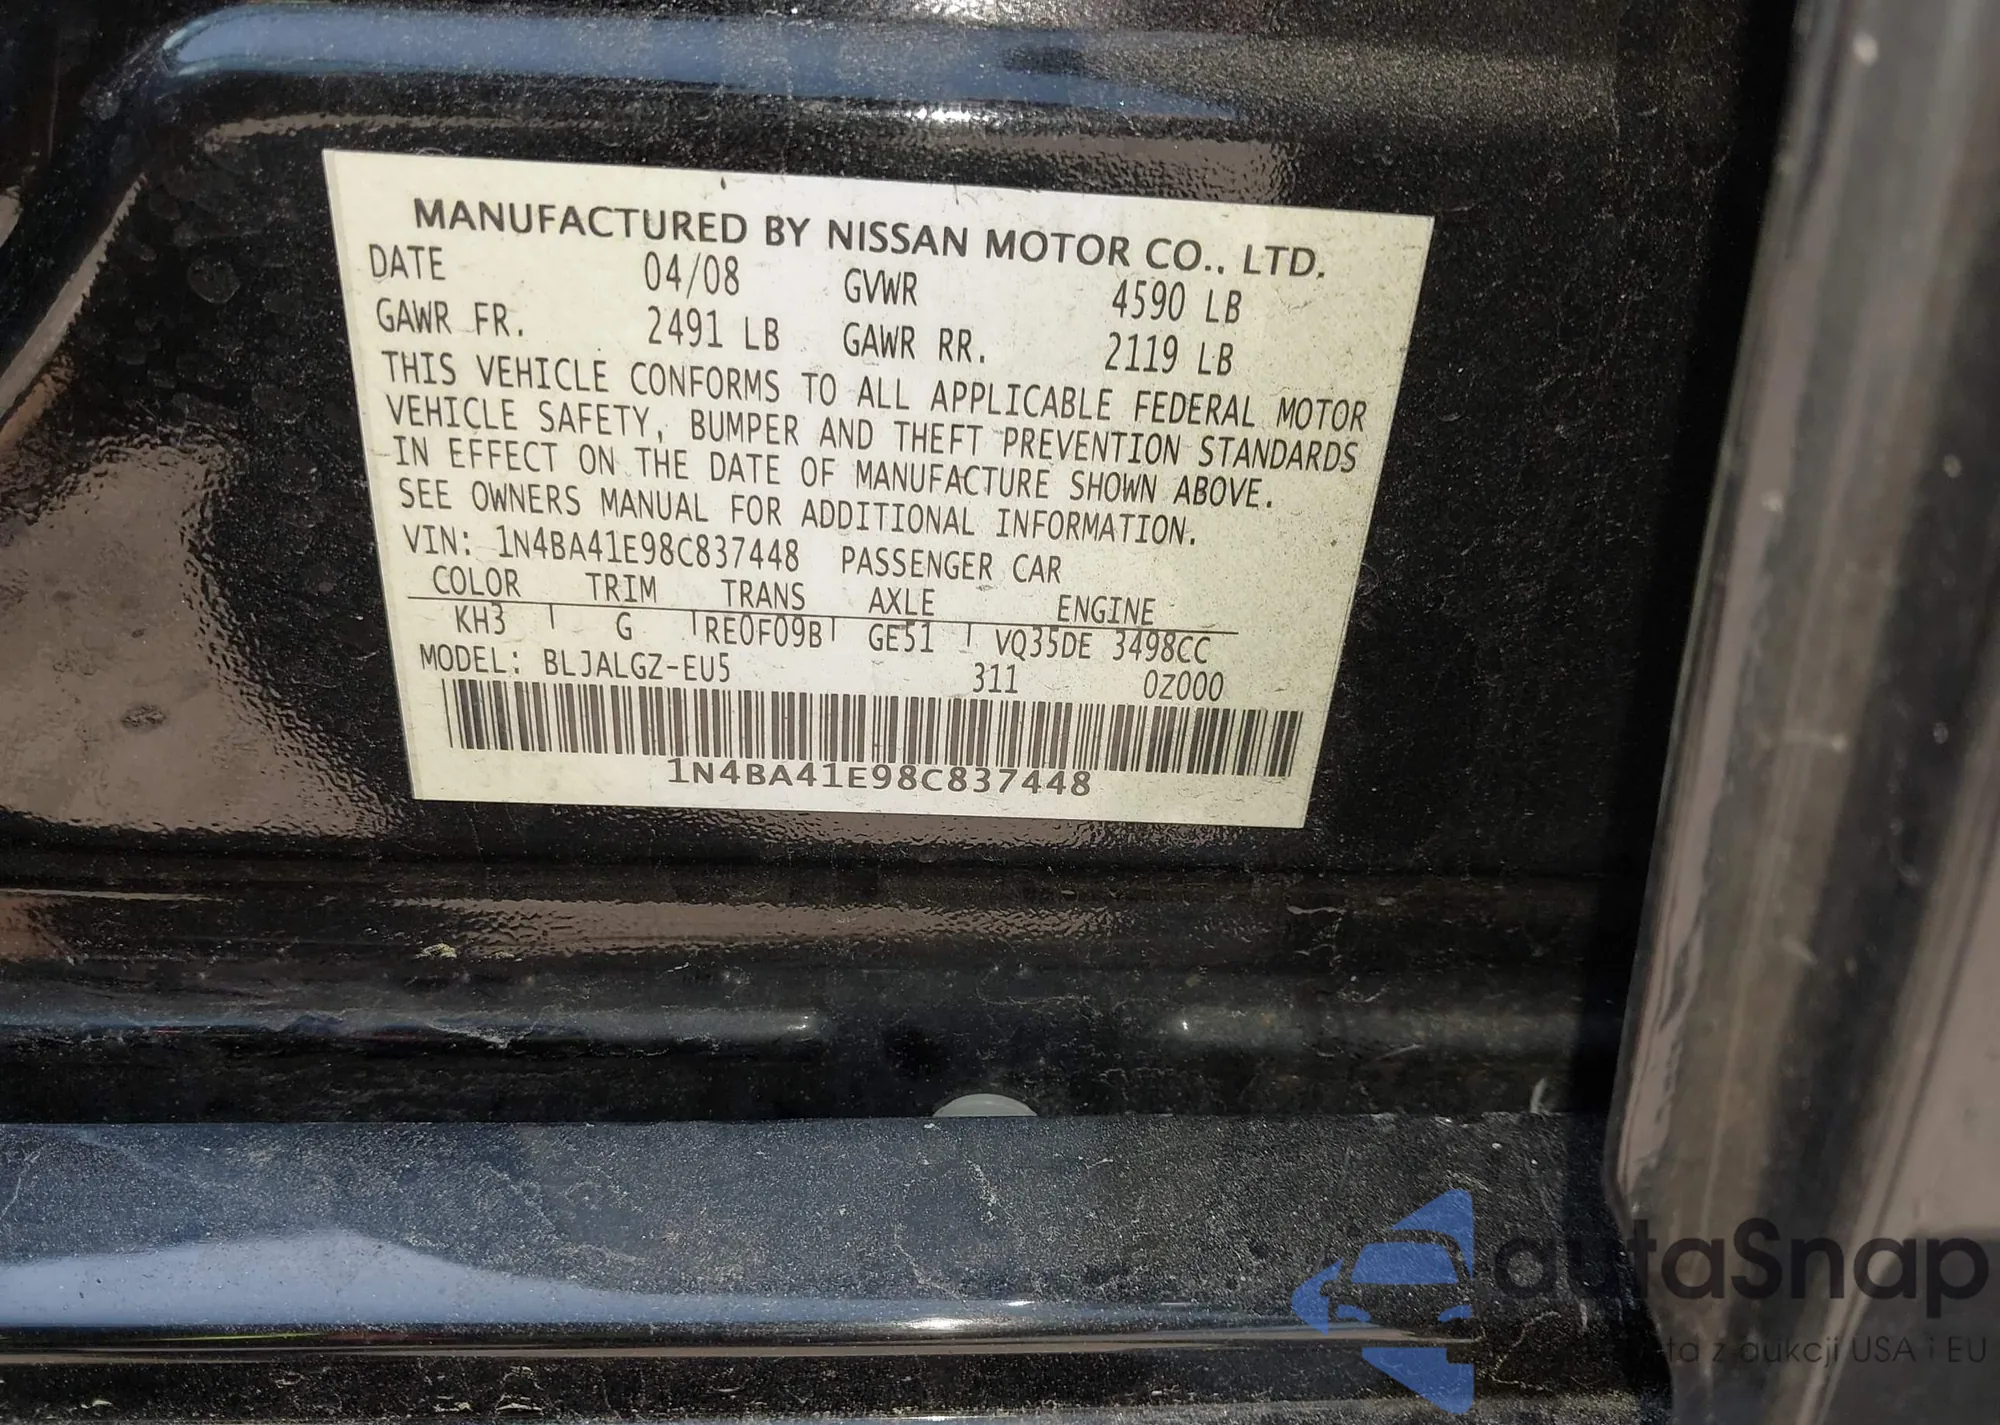 MANUFACTURED BY NISSAN MOTOR CO., LTD.
DATE 04/08 GVWR 4590 LB
GAWR FR. 2491 LB GAWR RR. 2119 LB
THIS VEHICLE CONFORMS TO ALL APPLICABLE FEDERAL MOTOR
VEHICLE SAFETY, BUMPER AND THEFT PREVENTION STANDARDS
IN EFFECT ON THE DATE OF MANUFACTURE SHOWN ABOVE.
SEE OWNERS MANUAL FOR ADDITIONAL INFORMATION.
VIN: 1N4BA41E98C837448 PASSENGER CAR
COLOR TRIM TRANS AXLE ENGINE
KH3 G RE0F09B GE51 VQ35DE 3498CC
MODEL: BLJALGZ-EU5 311 0Z000
1N4BA41E98C837448
autaSnap
z aukcji USA i EU